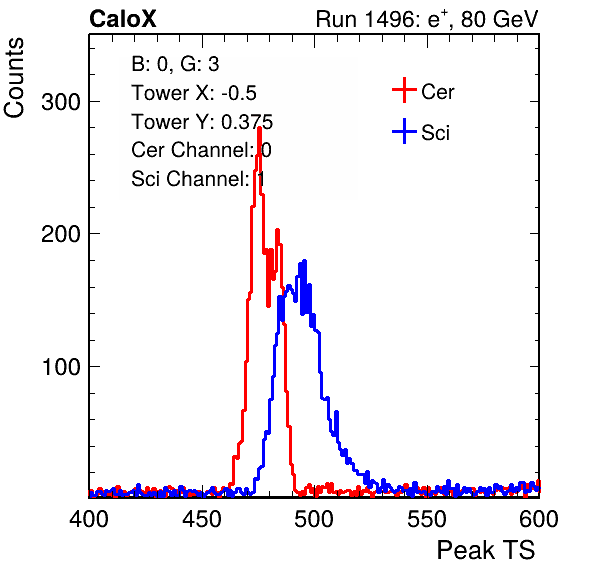 CaloX Run 1496: e⁺, 80 GeV
Counts
B: 0, G: 3
Tower X: -0.5
Tower Y: 0.375
Cer Channel: 0
Sci Channel: 1
Cer
Sci
300
200
100
400 450 500 550 600
Peak TS